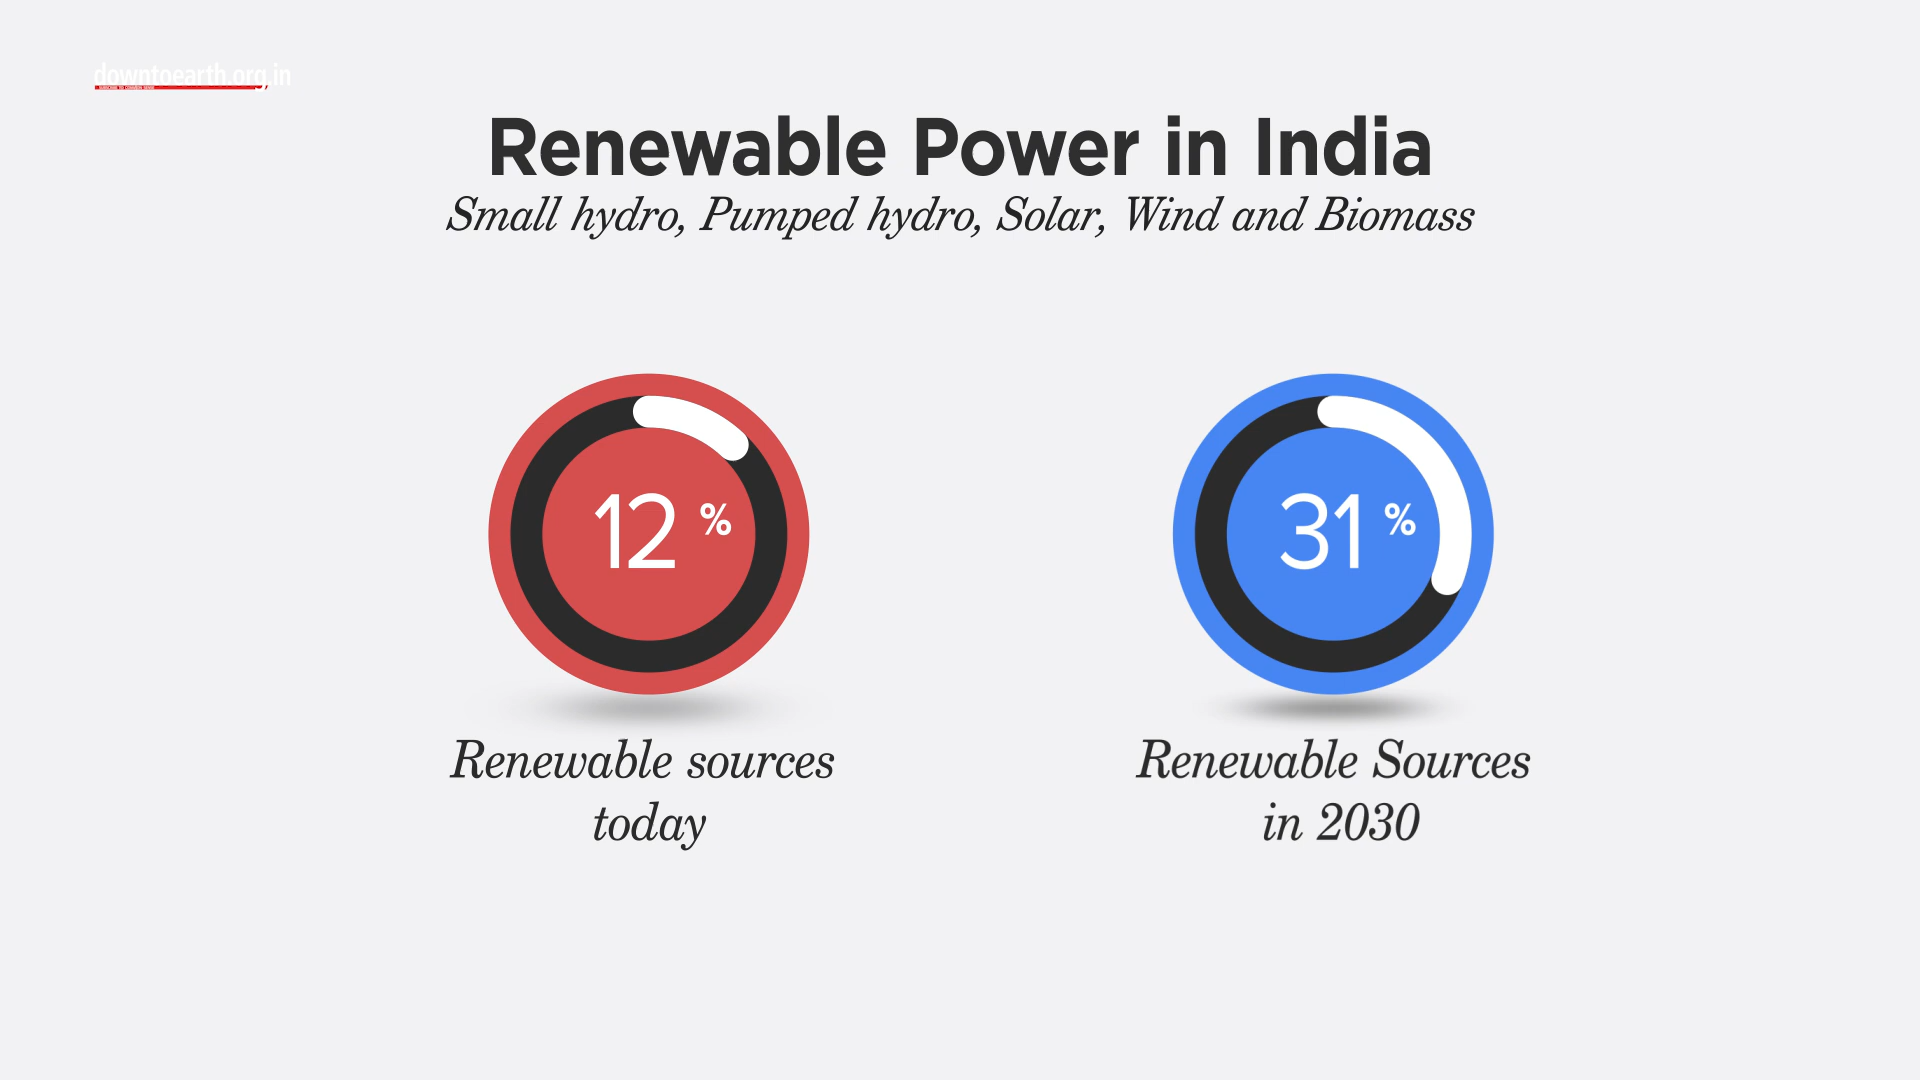 downtoearth.org.in
Renewable Power in India
Small hydro, Pumped hydro, Solar, Wind and Biomass
12 %
31 %
Renewable sources
today
Renewable Sources
in 2030